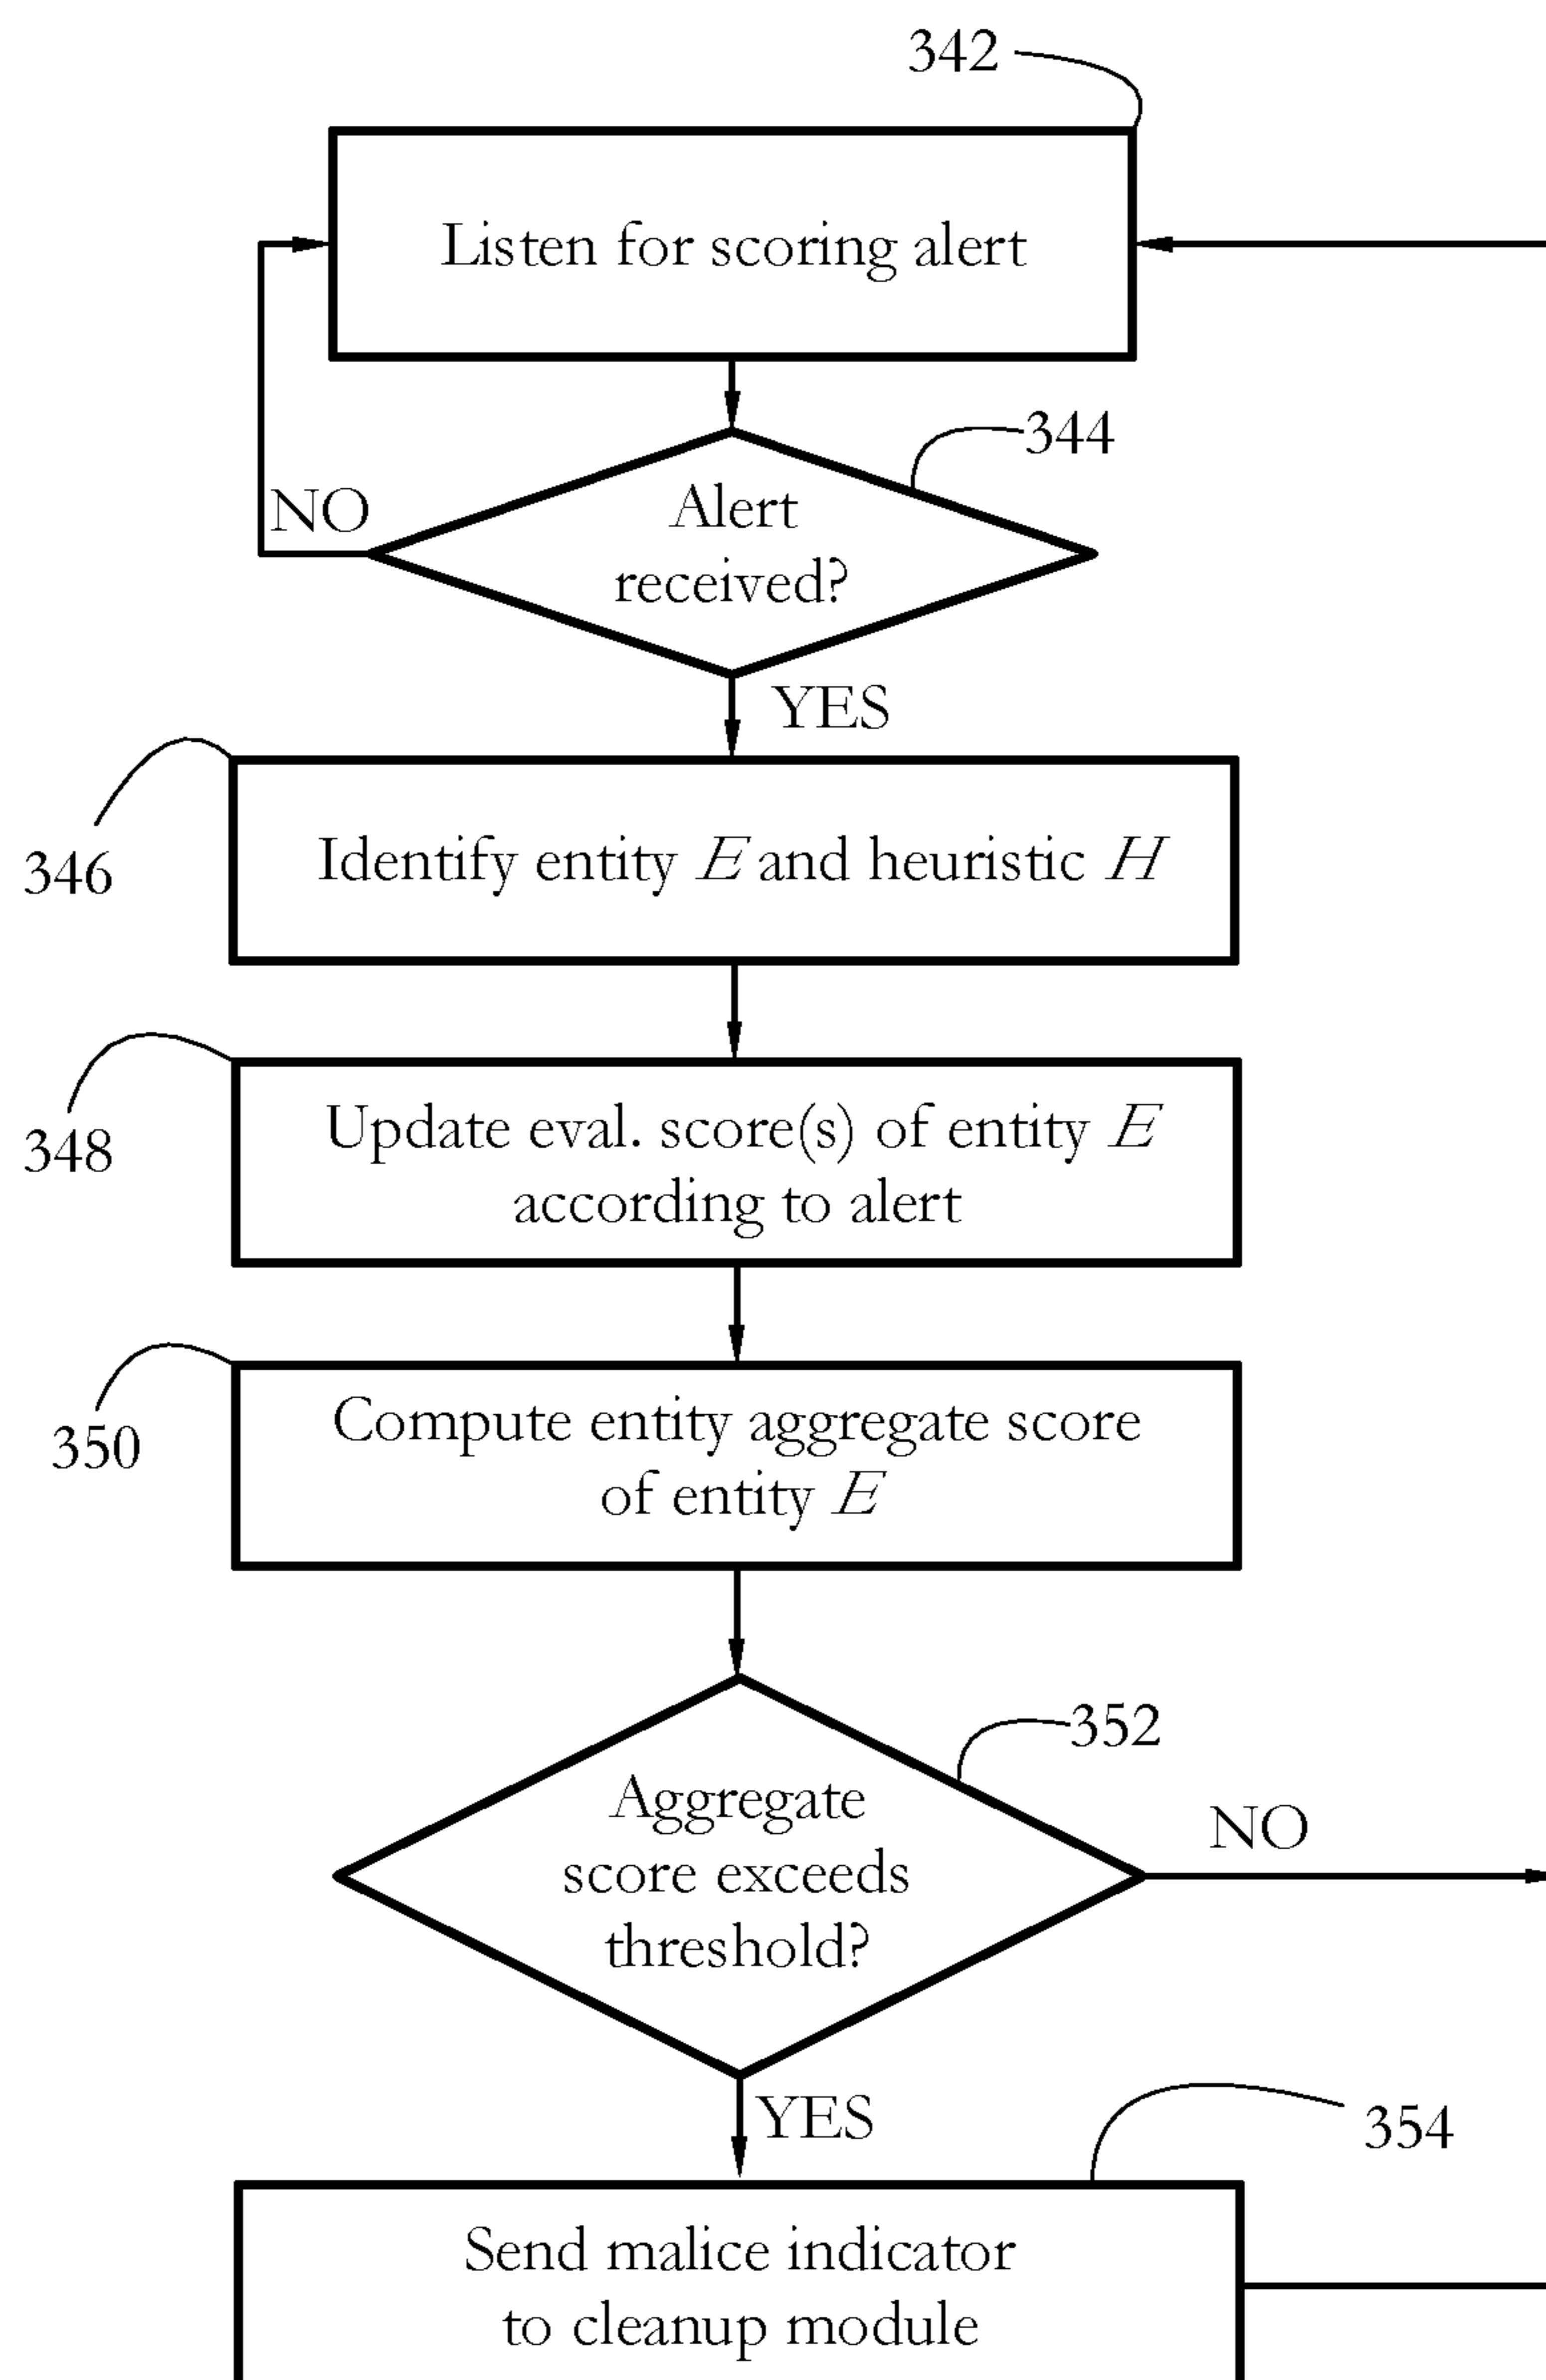 342
Listen for scoring alert
344
Alert
received?
NO
YES
346
Identify entity E and heuristic H
348
Update eval. score(s) of entity E
according to alert
350
Compute entity aggregate score
of entity E
352
Aggregate
score exceeds
threshold?
NO
YES
354
Send malice indicator
to cleanup module